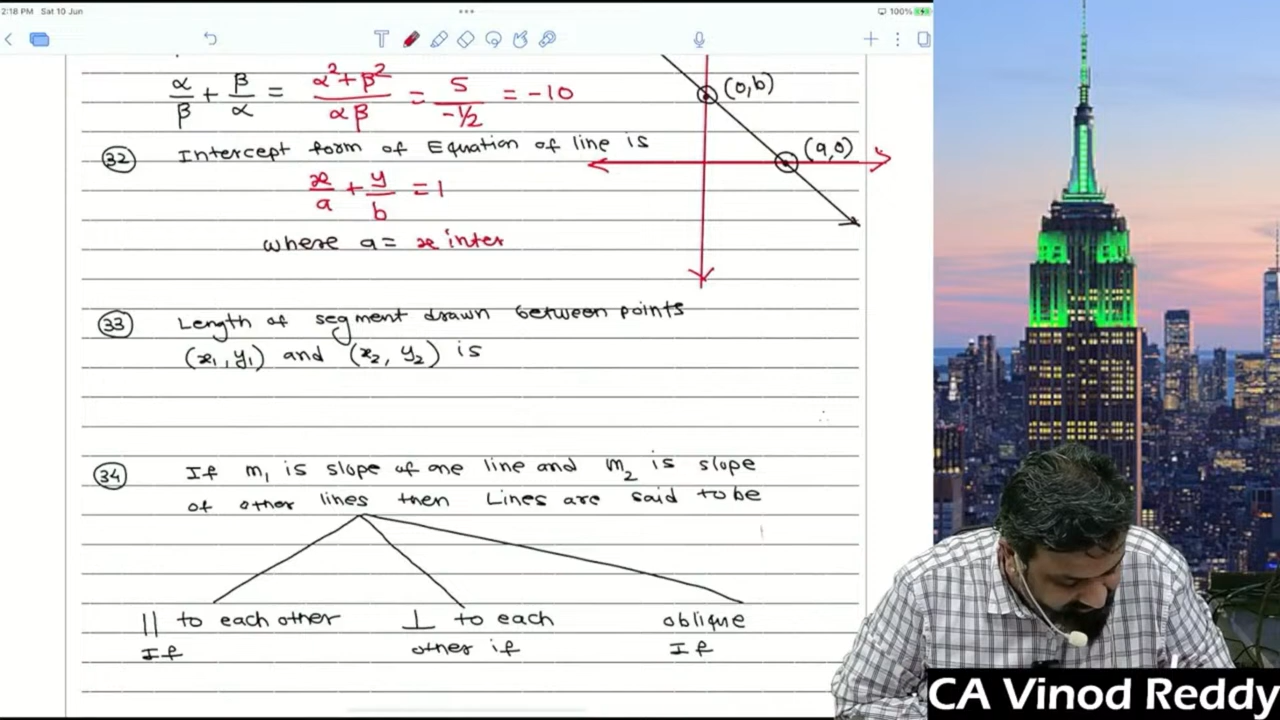 2:18 PM Sat 10 Jun
100%
α/β + β/α = (α²+β²)/αβ = 5/(-1/2) = -10
(0,b)
(a,0)
32 Intercept form of Equation of line is
x/a + y/b = 1
where a = x inter
33 Length of segment drawn between points
(x₁,y₁) and (x₂, y₂) is
34 If m₁ is slope of one line and m₂ is slope
of other lines then Lines are said to be
|| to each other
If
⊥ to each
other if
oblique
If
CA Vinod Reddy